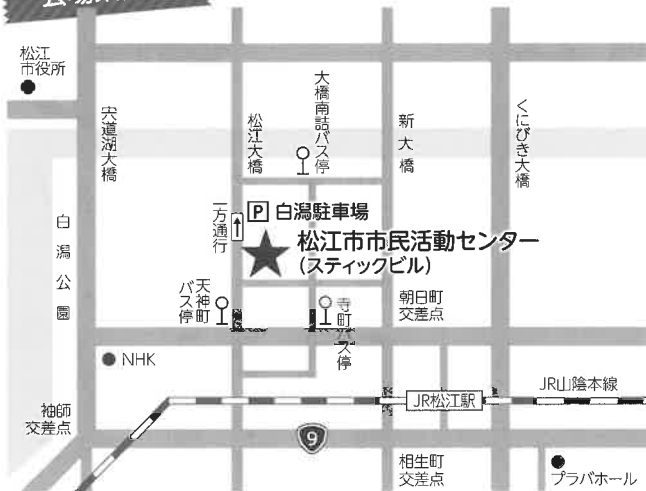 松江
市役所
宍道湖大橋
松江大橋
大橋南詰バス停
新大橋
くにびき大橋
白潟公園
一方通行
P 白潟駐車場
松江市市民活動センター
(スティックビル)
天神町
バス停
寺町バス停
朝日町
交差点
NHK
JR松江駅
JR山陰本線
袖師
交差点
9
相生町
交差点
プラバホール